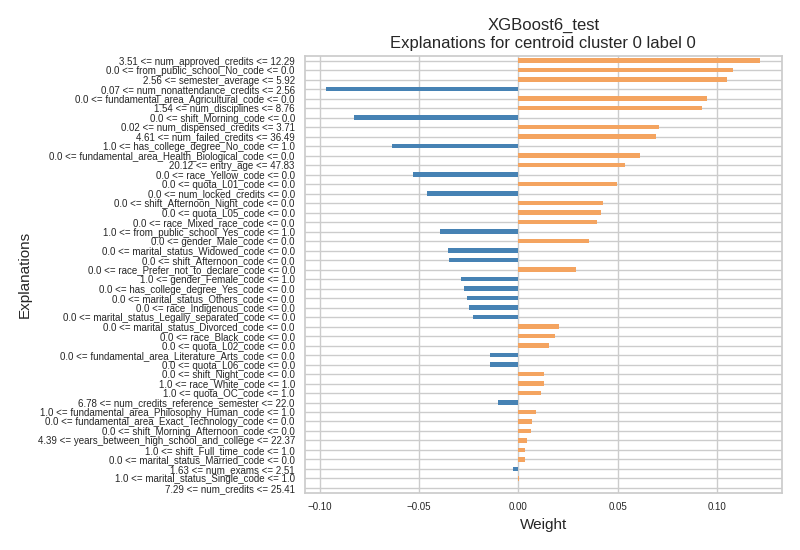 XGBoost6_test
Explanations for centroid cluster 0 label 0
3.51 <= num_approved_credits <= 12.29
0.0 <= from_public_school_No_code <= 0.0
2.56 <= semester_average <= 5.92
0.07 <= num_nonattendance_credits <= 2.56
0.0 <= fundamental_area_Agricultural_code <= 0.0
1.54 <= num_disciplines <= 8.76
0.0 <= shift_Morning_code <= 0.0
0.02 <= num_dispensed_credits <= 3.71
4.61 <= num_failed_credits <= 36.49
1.0 <= has_college_degree_No_code <= 1.0
0.0 <= fundamental_area_Health_Biological_code <= 0.0
20.12 <= entry_age <= 47.83
0.0 <= race_Yellow_code <= 0.0
0.0 <= quota_L01_code <= 0.0
0.0 <= num_locked_credits <= 0.0
0.0 <= shift_Afternoon_Night_code <= 0.0
0.0 <= quota_L05_code <= 0.0
0.0 <= race_Mixed_race_code <= 0.0
1.0 <= from_public_school_Yes_code <= 1.0
0.0 <= gender_Male_code <= 0.0
0.0 <= marital_status_Widowed_code <= 0.0
0.0 <= shift_Afternoon_code <= 0.0
0.0 <= race_Prefer_not_to_declare_code <= 0.0
1.0 <= gender_Female_code <= 1.0
0.0 <= has_college_degree_Yes_code <= 0.0
0.0 <= marital_status_Others_code <= 0.0
0.0 <= race_Indigenous_code <= 0.0
0.0 <= marital_status_Legally_separated_code <= 0.0
0.0 <= marital_status_Divorced_code <= 0.0
0.0 <= race_Black_code <= 0.0
0.0 <= quota_L02_code <= 0.0
0.0 <= fundamental_area_Literature_Arts_code <= 0.0
0.0 <= quota_L06_code <= 0.0
0.0 <= shift_Night_code <= 0.0
1.0 <= race_White_code <= 1.0
1.0 <= quota_OC_code <= 1.0
6.78 <= num_credits_reference_semester <= 22.0
1.0 <= fundamental_area_Philosophy_Human_code <= 1.0
0.0 <= fundamental_area_Exact_Technology_code <= 0.0
0.0 <= shift_Morning_Afternoon_code <= 0.0
4.39 <= years_between_high_school_and_college <= 22.37
1.0 <= shift_Full_time_code <= 1.0
0.0 <= marital_status_Married_code <= 0.0
1.63 <= num_exams <= 2.51
1.0 <= marital_status_Single_code <= 1.0
7.29 <= num_credits <= 25.41
Explanations
−0.10 −0.05 0.00 0.05 0.10
Weight